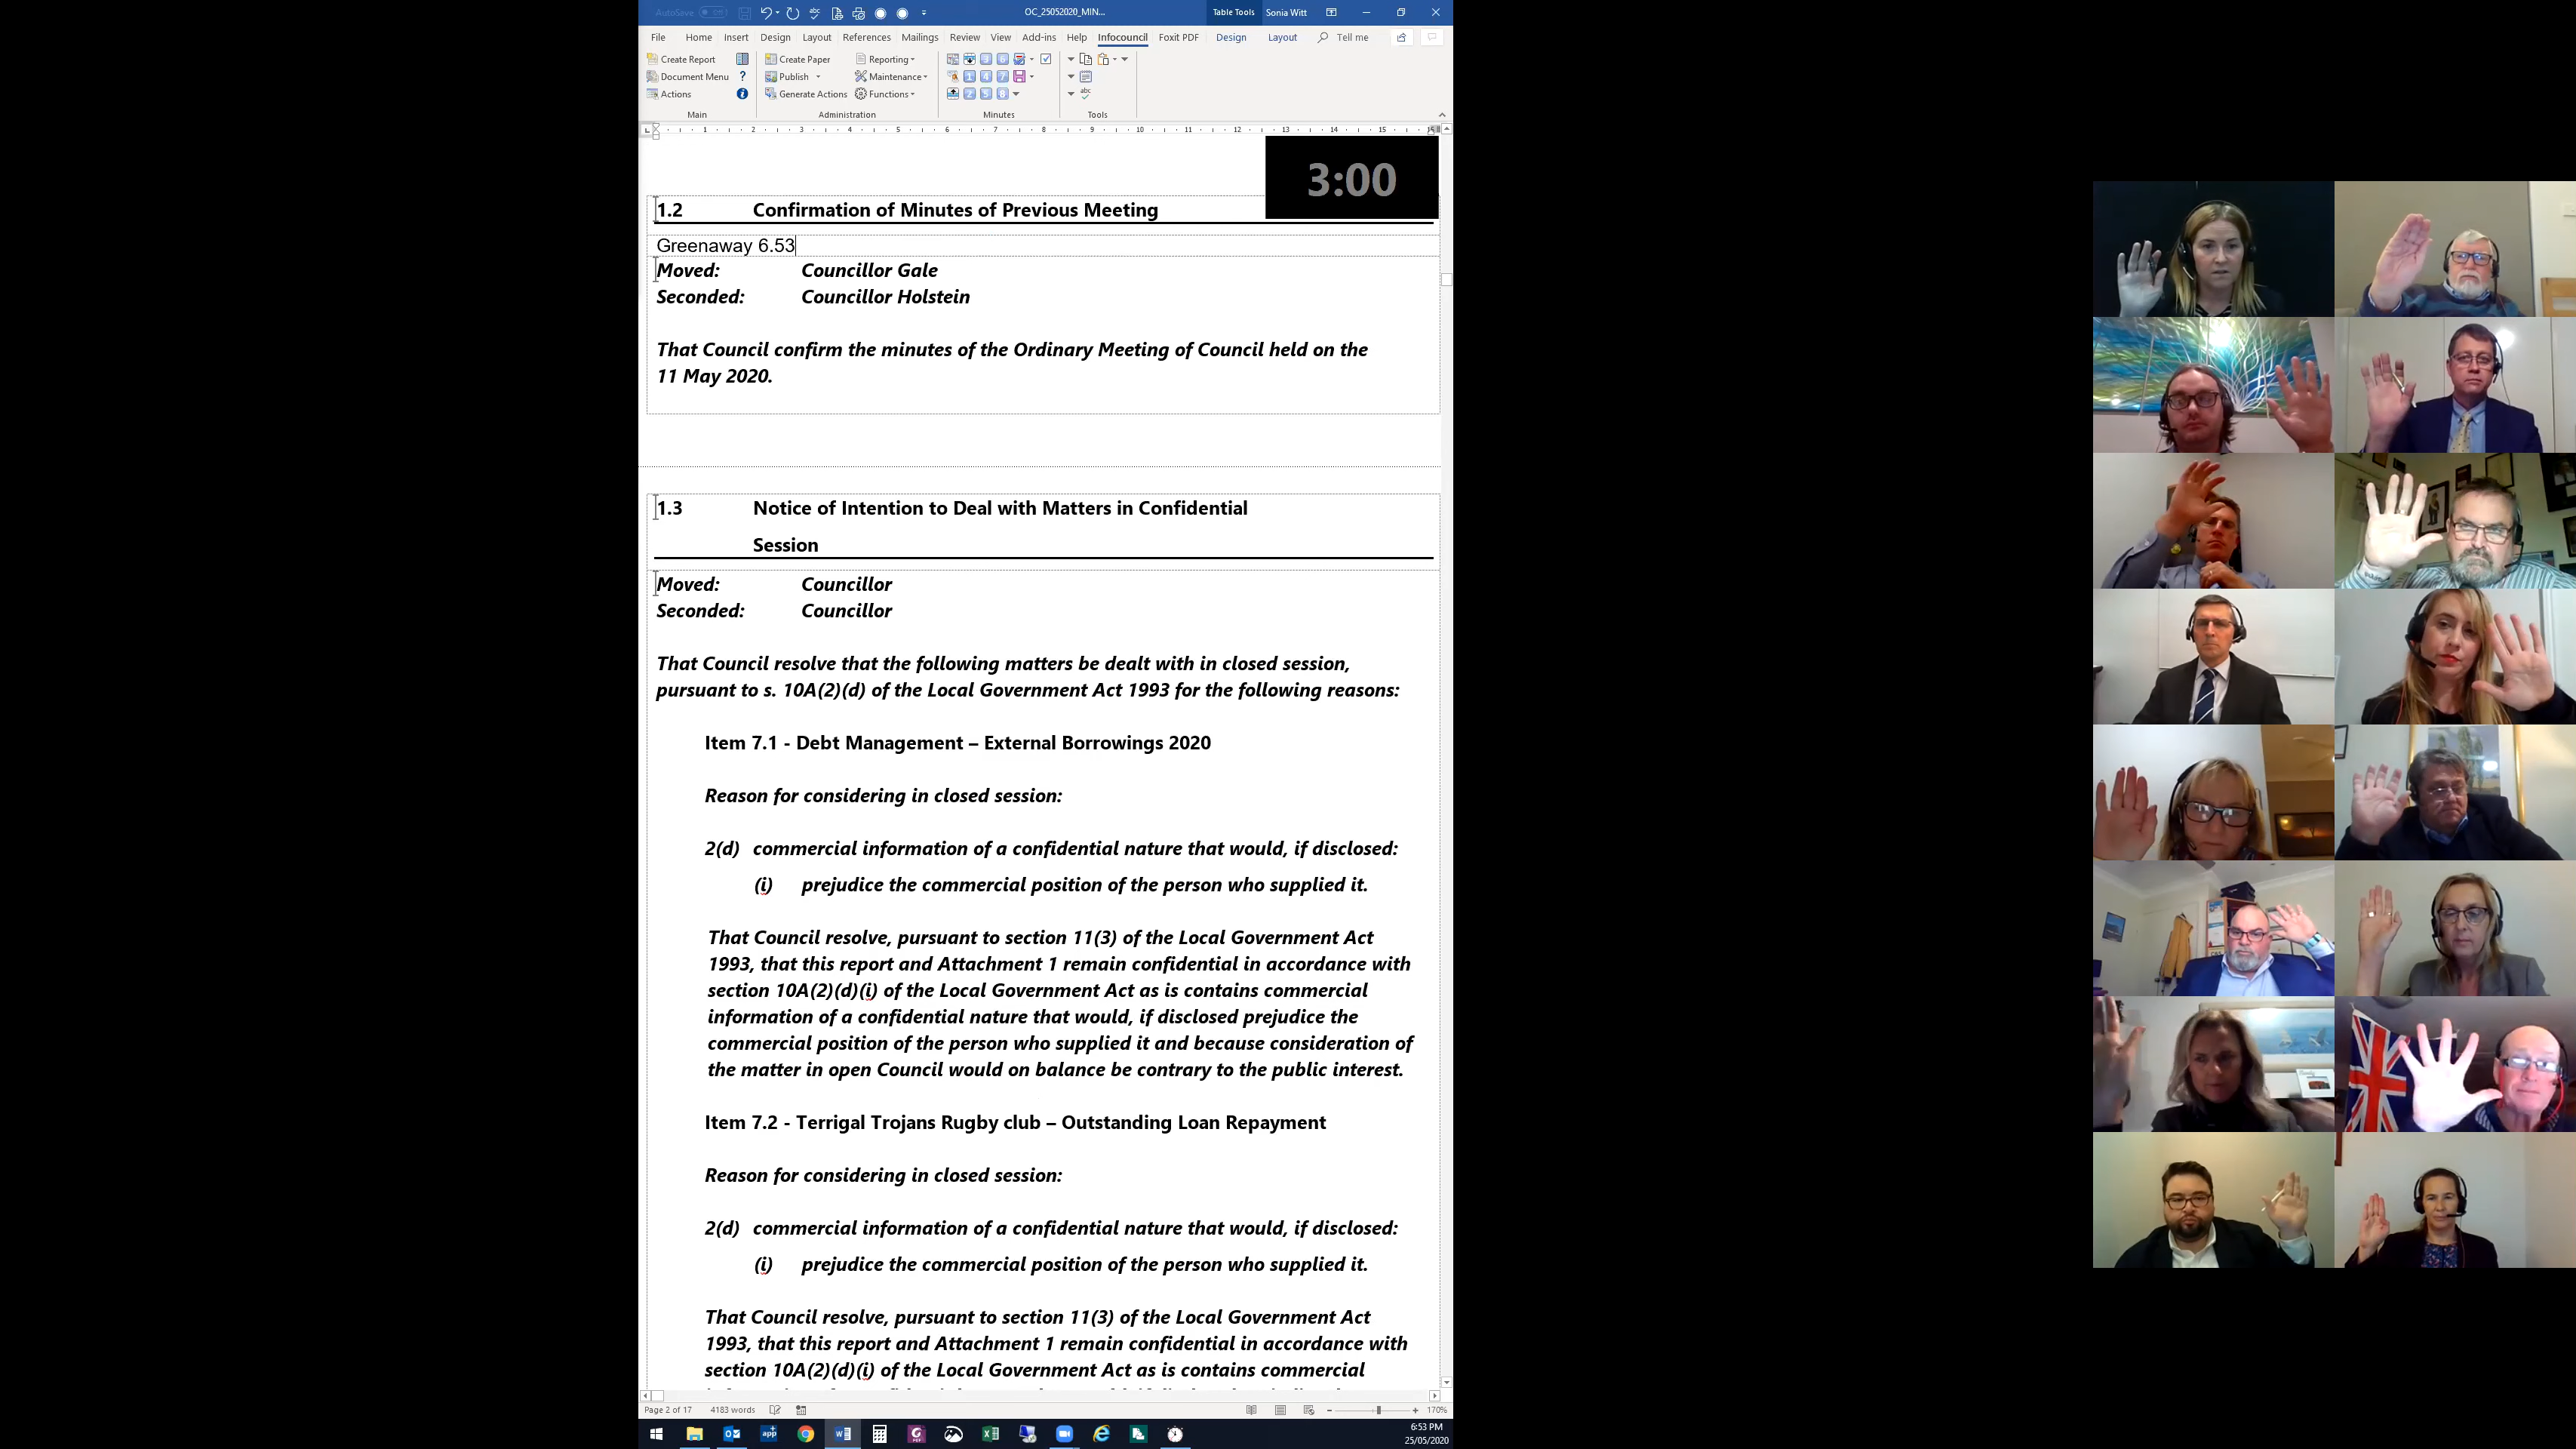 AutoSave Off
OC_25052020_MIN...
Table Tools
Sonia Witt
File Home Insert Design Layout References Mailings Review View Add-ins Help Infocouncil Foxit PDF Design Layout Tell me
Create Report
Document Menu
Actions
Main
Create Paper
Publish
Generate Actions
Reporting
Maintenance
Functions
Administration
Minutes
Tools
1 2 3 4 5 6 7 8 9 10 11 12 13 14 15
3:00
1.2 Confirmation of Minutes of Previous Meeting
Greenaway 6.53
Moved: Councillor Gale
Seconded: Councillor Holstein
That Council confirm the minutes of the Ordinary Meeting of Council held on the
11 May 2020.
1.3 Notice of Intention to Deal with Matters in Confidential
Session
Moved: Councillor
Seconded: Councillor
That Council resolve that the following matters be dealt with in closed session,
pursuant to s. 10A(2)(d) of the Local Government Act 1993 for the following reasons:
Item 7.1 - Debt Management – External Borrowings 2020
Reason for considering in closed session:
2(d) commercial information of a confidential nature that would, if disclosed:
(i) prejudice the commercial position of the person who supplied it.
That Council resolve, pursuant to section 11(3) of the Local Government Act
1993, that this report and Attachment 1 remain confidential in accordance with
section 10A(2)(d)(i) of the Local Government Act as is contains commercial
information of a confidential nature that would, if disclosed prejudice the
commercial position of the person who supplied it and because consideration of
the matter in open Council would on balance be contrary to the public interest.
Item 7.2 - Terrigal Trojans Rugby club – Outstanding Loan Repayment
Reason for considering in closed session:
2(d) commercial information of a confidential nature that would, if disclosed:
(i) prejudice the commercial position of the person who supplied it.
That Council resolve, pursuant to section 11(3) of the Local Government Act
1993, that this report and Attachment 1 remain confidential in accordance with
section 10A(2)(d)(i) of the Local Government Act as is contains commercial
Page 2 of 17 4183 words
170%
6:53 PM
25/05/2020